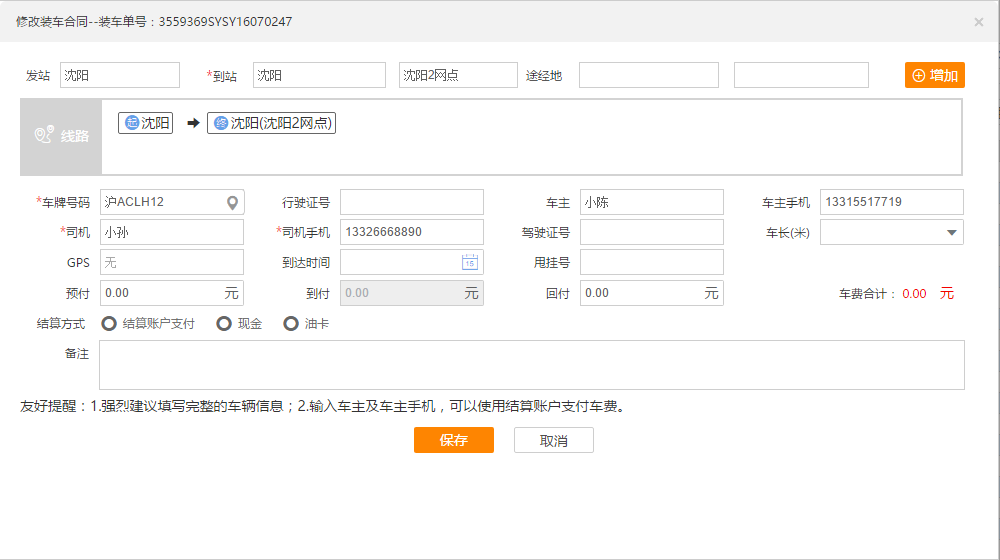 修改装车合同--装车单号：3559369SYSY16070247 ×
发站 沈阳 *到站 沈阳 沈阳2网点 途经地 增加
线路 起 沈阳 → 终 沈阳(沈阳2网点)
*车牌号码 沪ACLH12 行驶证号 车主 小陈 车主手机 13315517719
*司机 小孙 *司机手机 13326668890 驾驶证号 车长(米)
GPS 无 到达时间 15 甩挂号
预付 0.00 元 到付 0.00 元 回付 0.00 元 车费合计： 0.00 元
结算方式 结算账户支付 现金 油卡
备注
友好提醒：1.强烈建议填写完整的车辆信息；2.输入车主及车主手机，可以使用结算账户支付车费。
保存 取消